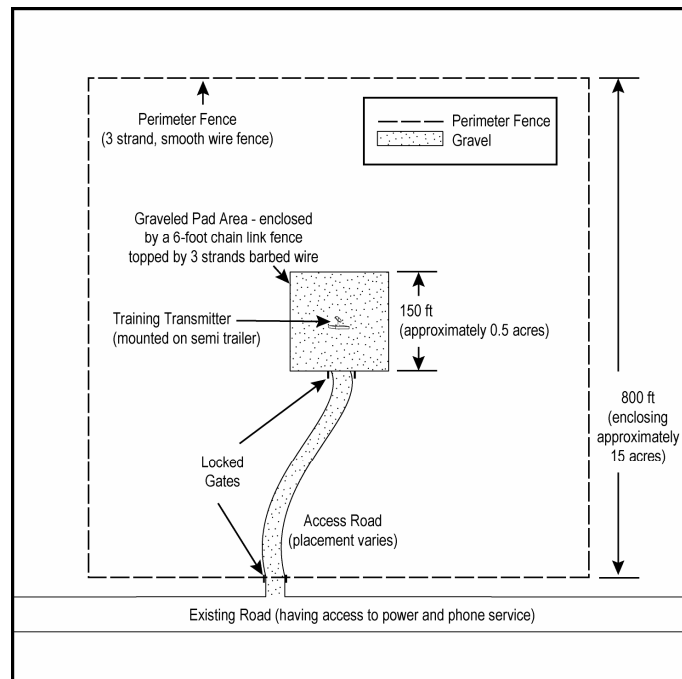 Perimeter Fence
(3 strand, smooth wire fence)
Perimeter Fence
Gravel
Graveled Pad Area - enclosed
by a 6-foot chain link fence
topped by 3 strands barbed wire
Training Transmitter
(mounted on semi trailer)
150 ft
(approximately 0.5 acres)
800 ft
(enclosing
approximately
15 acres)
Locked
Gates
Access Road
(placement varies)
Existing Road (having access to power and phone service)